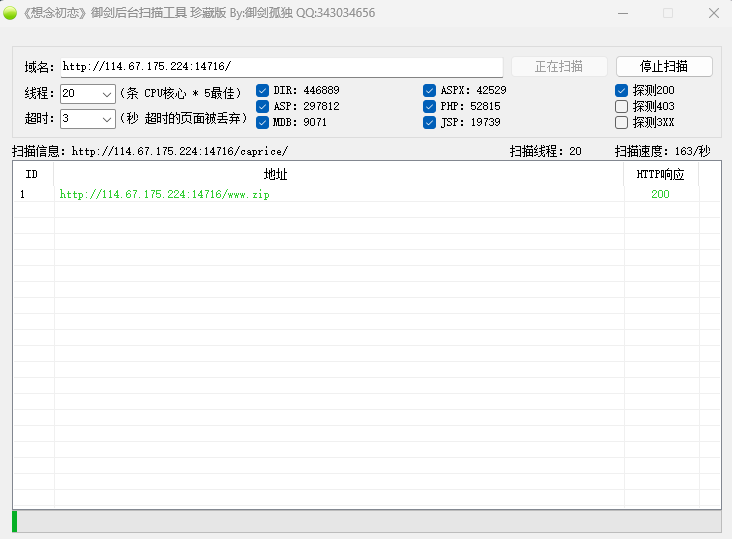 《想念初恋》御剑后台扫描工具 珍藏版 By:御剑孤独 QQ:343034656
域名: http://114.67.175.224:14716/ 正在扫描 停止扫描
线程: 20 (条 CPU核心 * 5最佳) DIR: 446889 ASPX: 42529 探测200
ASP: 297812 PHP: 52815 探测403
超时: 3 (秒 超时的页面被丢弃) MDB: 9071 JSP: 19739 探测3XX
扫描信息: http://114.67.175.224:14716/caprice/ 扫描线程: 20 扫描速度: 163/秒
ID 地址 HTTP响应
1 http://114.67.175.224:14716/www.zip 200